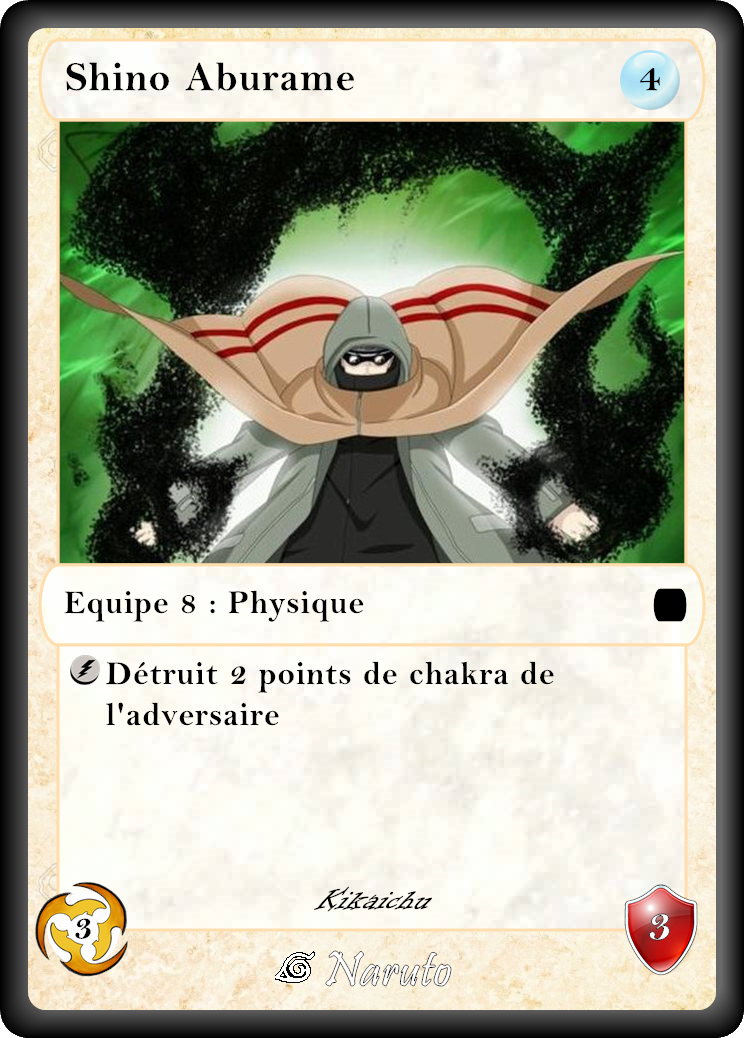 Shino Aburame
4
Equipe 8 : Physique
Détruit 2 points de chakra de
l'adversaire
Kikaichu
3
3
Naruto